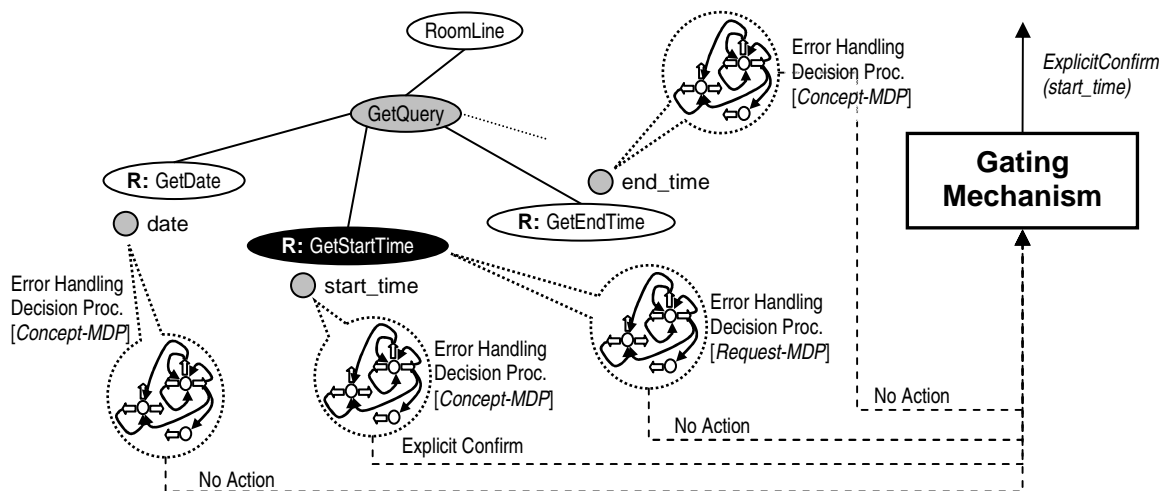 RoomLine
Error Handling
Decision Proc.
[Concept-MDP]
ExplicitConfirm
(start_time)
GetQuery
Gating
Mechanism
R: GetDate
end_time
date
R: GetEndTime
R: GetStartTime
start_time
Error Handling
Decision Proc.
[Concept-MDP]
Error Handling
Decision Proc.
[Concept-MDP]
Error Handling
Decision Proc.
[Request-MDP]
No Action
No Action
Explicit Confirm
No Action